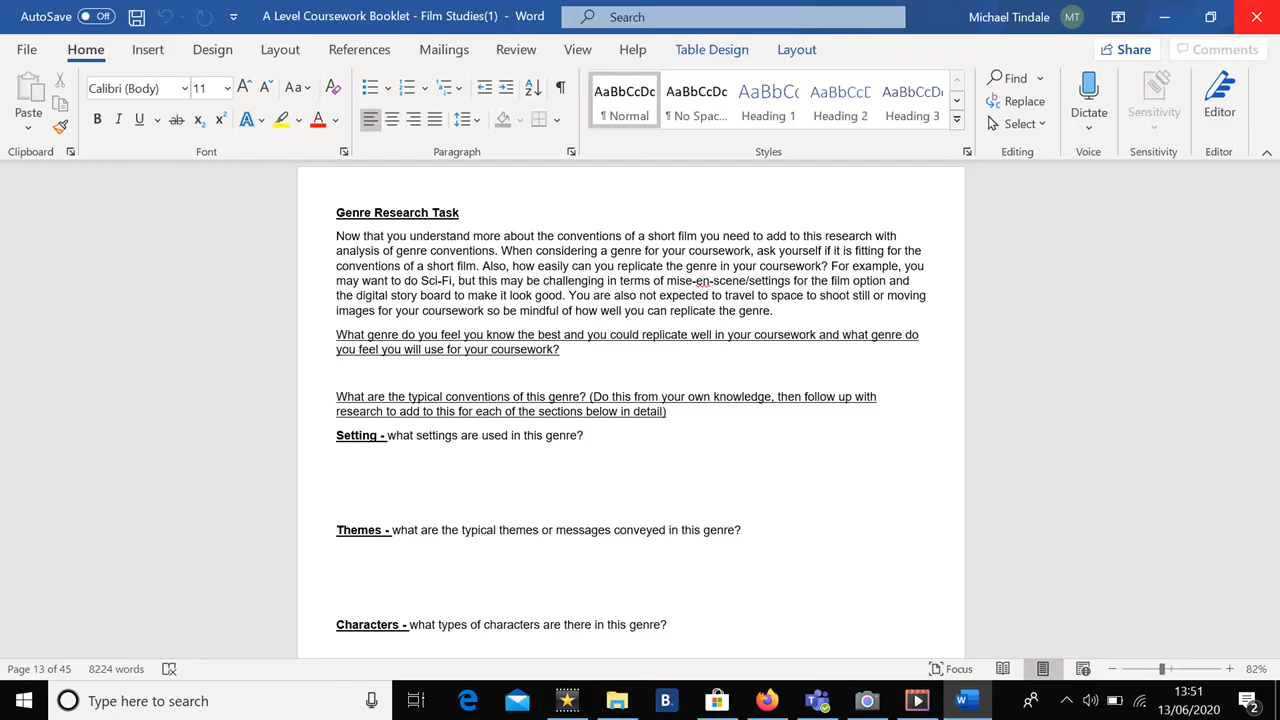 AutoSave Off A Level Coursework Booklet - Film Studies(1) - Word Search Michael Tindale MT
File Home Insert Design Layout References Mailings Review View Help Table Design Layout Share Comments
Calibri (Body) 11 A A Aa A AaBbCcDc AaBbCcDc AaBbCc AaBbCcD AaBbCcDi Find
Paste B I U ab x₂ x² A A ¶ Normal ¶ No Spac... Heading 1 Heading 2 Heading 3 Replace Select Dictate Sensitivity Editor
Clipboard Font Paragraph Styles Editing Voice Sensitivity Editor
Genre Research Task
Now that you understand more about the conventions of a short film you need to add to this research with
analysis of genre conventions. When considering a genre for your coursework, ask yourself if it is fitting for the
conventions of a short film. Also, how easily can you replicate the genre in your coursework? For example, you
may want to do Sci-Fi, but this may be challenging in terms of mise-en-scene/settings for the film option and
the digital story board to make it look good. You are also not expected to travel to space to shoot still or moving
images for your coursework so be mindful of how well you can replicate the genre.
What genre do you feel you know the best and you could replicate well in your coursework and what genre do
you feel you will use for your coursework?
What are the typical conventions of this genre? (Do this from your own knowledge, then follow up with
research to add to this for each of the sections below in detail)
Setting - what settings are used in this genre?
Themes - what are the typical themes or messages conveyed in this genre?
Characters - what types of characters are there in this genre?
Page 13 of 45 8224 words Focus 82%
Type here to search B. 13:51
13/06/2020 2